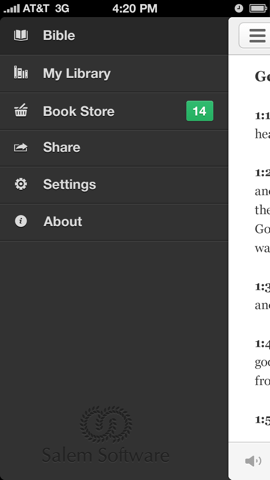 AT&T 3G 4:20 PM
Bible
My Library
Book Store 14
Share
Settings
About
Salem Software
Go
1:1
hea
1:2
and
the
Go
wa
1:3
and
1:4
goo
fro
1:5